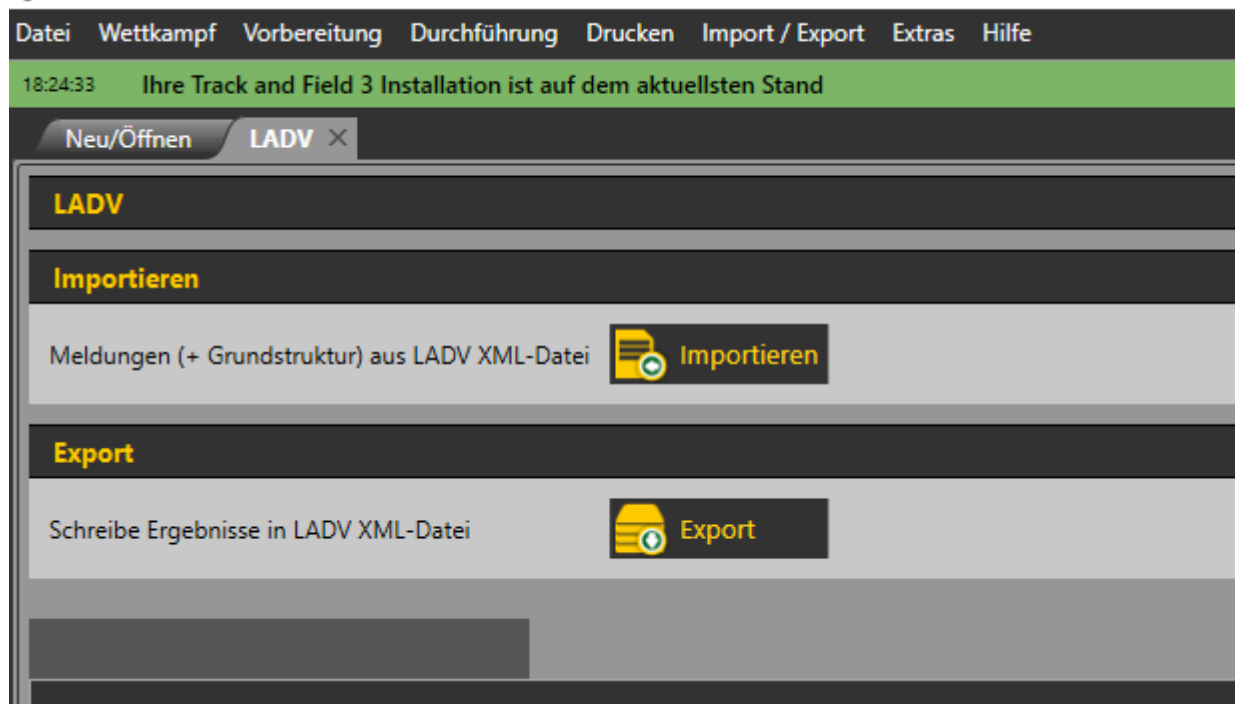 Datei Wettkampf Vorbereitung Durchführung Drucken Import / Export Extras Hilfe
18:24:33 Ihre Track and Field 3 Installation ist auf dem aktuellsten Stand
Neu/Öffnen LADV
LADV
Importieren
Meldungen (+ Grundstruktur) aus LADV XML-Datei Importieren
Export
Schreibe Ergebnisse in LADV XML-Datei Export